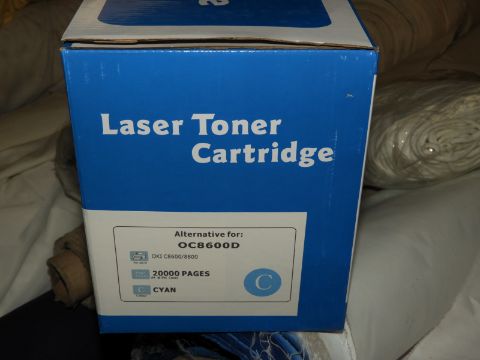 Laser Toner
Cartridge
Alternative for:
OC8600D
OKI C8600/8800
20000 PAGES
C
CYAN
C